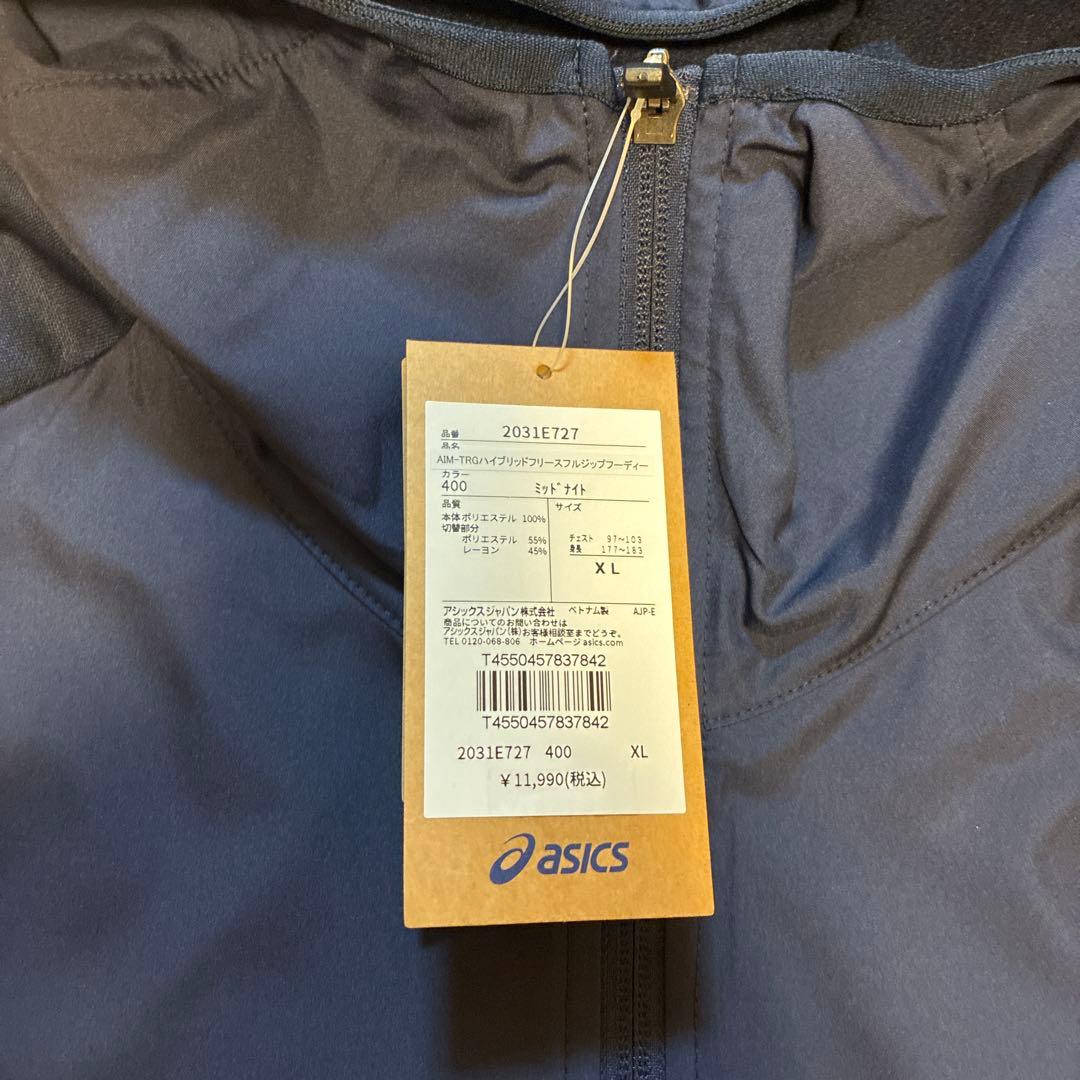 品番 2031E727
品名
AIM-TRGハイブリッドフリースフルジップフーディー
カラー
400 ミッドナイト
品質 サイズ
本体ポリエステル 100%
切替部分
ポリエステル 55%
レーヨン 45%
チェスト 97～103
身長 177～183
XL
アシックスジャパン株式会社 ベトナム製 AJP-E
商品についてのお問い合わせは
アシックスジャパン(株)お客様相談室までどうぞ。
TEL 0120-068-806 ホームページasics.com
T4550457837842
T4550457837842
2031E727 400 XL
￥11,990(税込)
asics